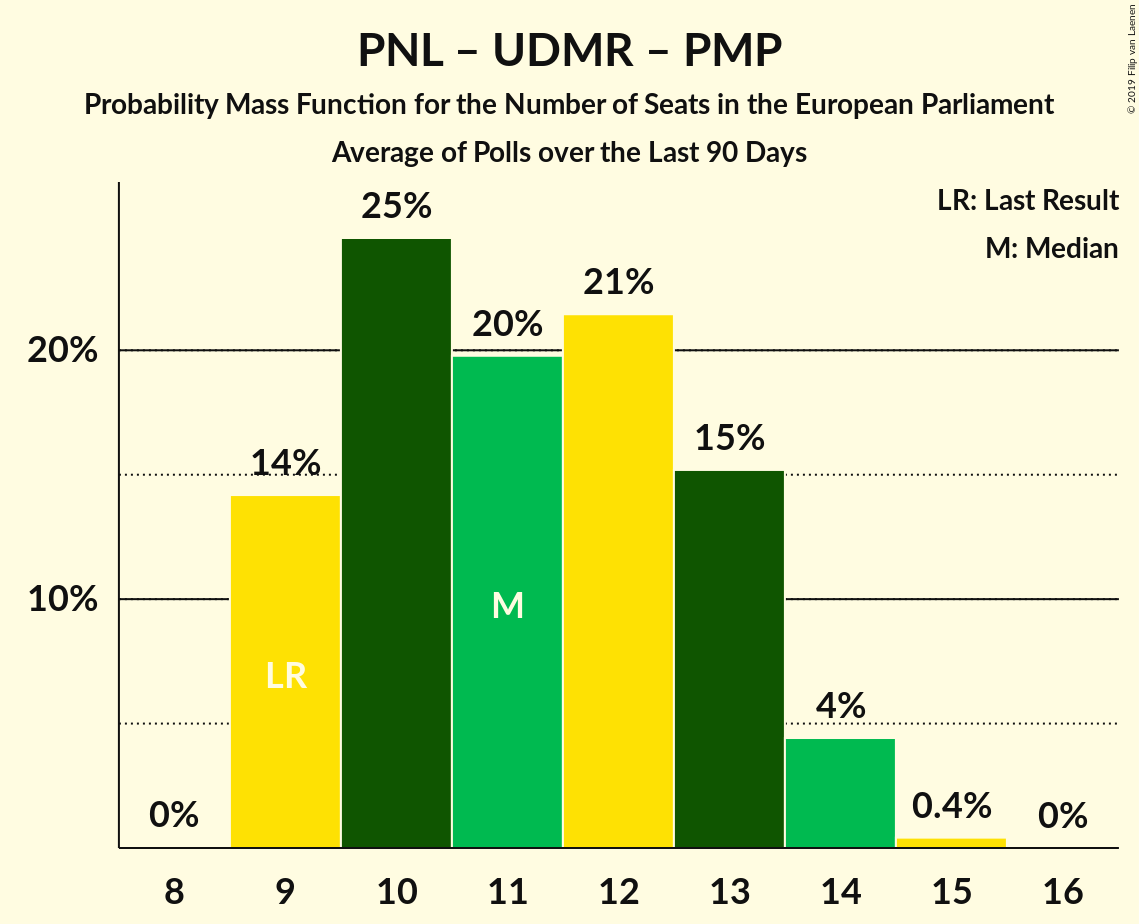 PNL – UDMR – PMP
Probability Mass Function for the Number of Seats in the European Parliament
Average of Polls over the Last 90 Days
© 2019 Filip van Laenen
LR: Last Result
M: Median
25%
21%
20%
20%
15%
14%
10%
M
LR
4%
0.4%
0%
0%
8 9 10 11 12 13 14 15 16